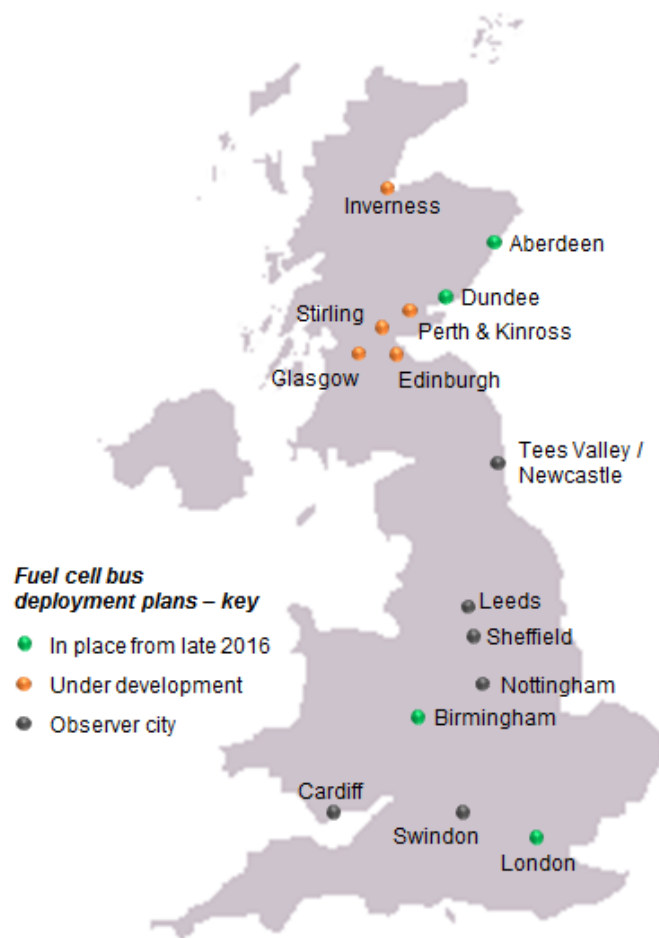 Inverness
Aberdeen
Dundee
Stirling
Perth & Kinross
Glasgow
Edinburgh
Tees Valley /
Newcastle
Fuel cell bus
deployment plans – key
In place from late 2016
Under development
Observer city
Leeds
Sheffield
Nottingham
Birmingham
Cardiff
Swindon
London